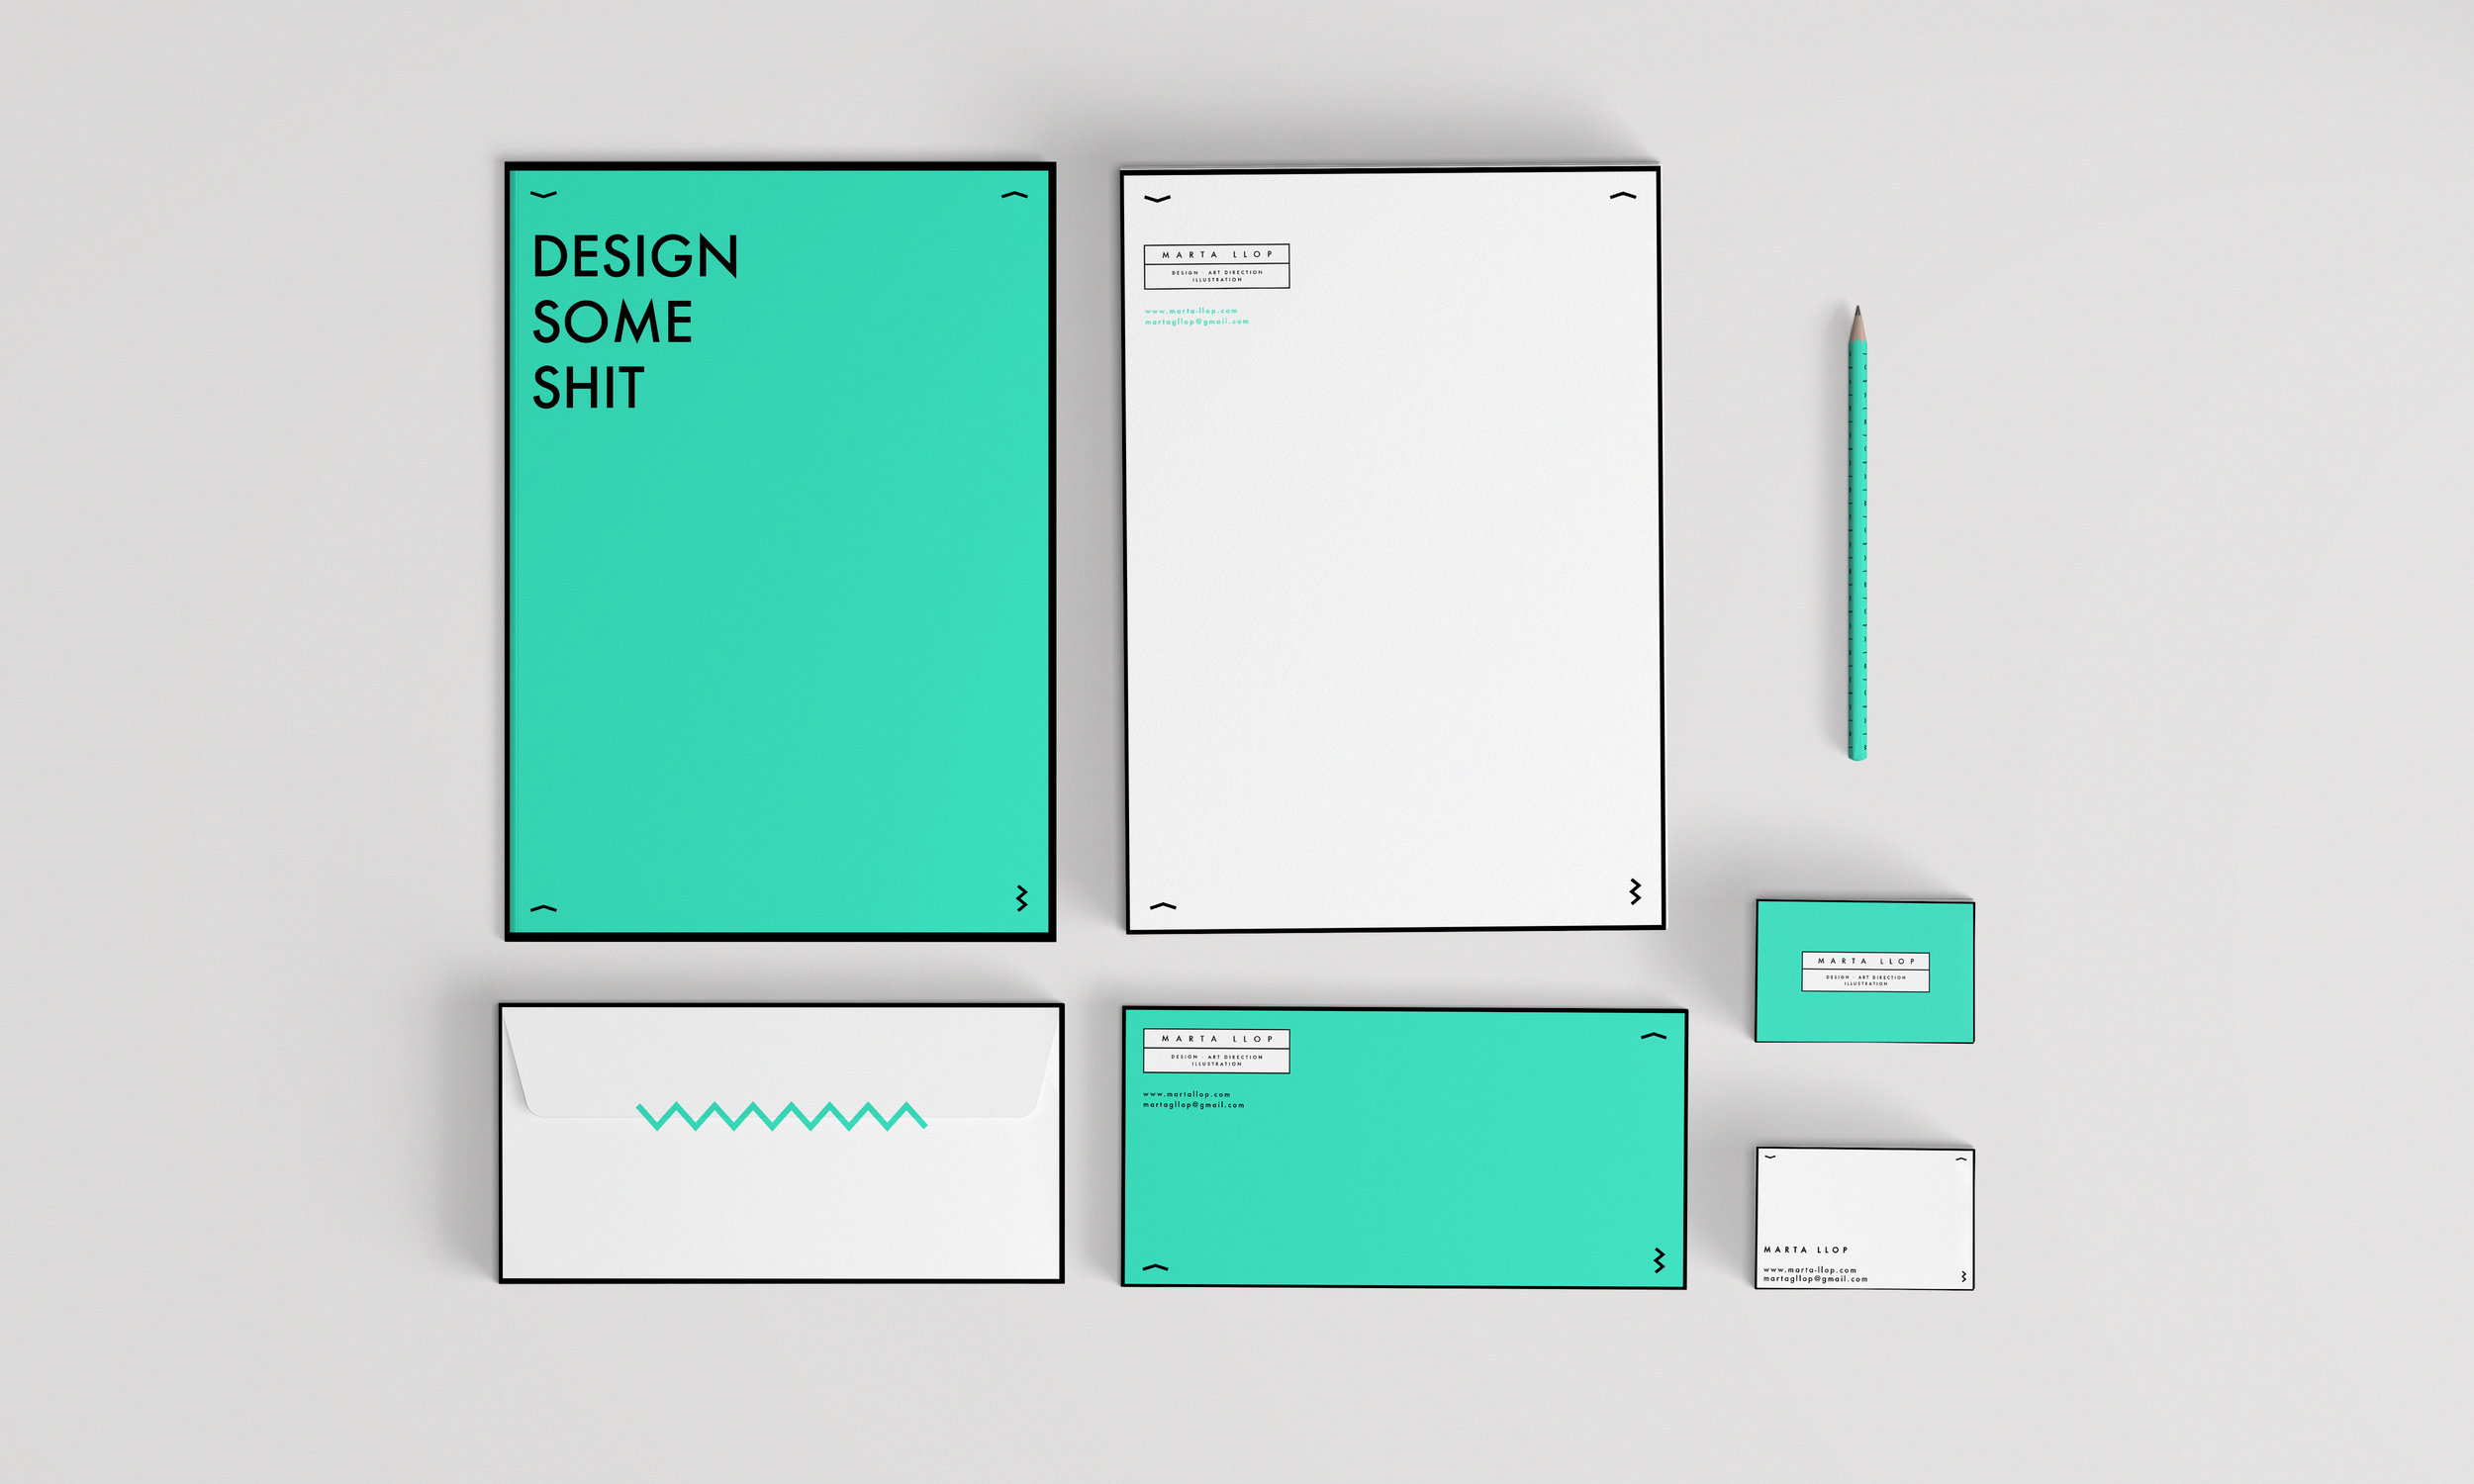 DESIGN
SOME
SHIT
MARTA LLOP
DESIGN · ART DIRECTION
ILLUSTRATION
www.marta-llop.com
martagllop@gmail.com
MARTA LLOP
DESIGN · ART DIRECTION
ILLUSTRATION
www.martallop.com
martagllop@gmail.com
MARTA LLOP
DESIGN · ART DIRECTION
ILLUSTRATION
MARTA LLOP
www.marta-llop.com
martagllop@gmail.com